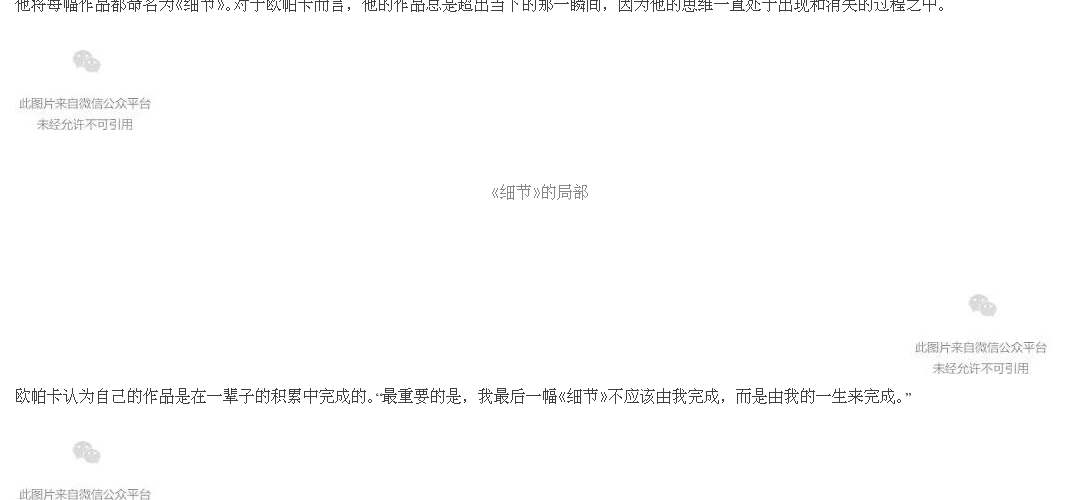 他将每幅作品都命名为《细节》。对于欧帕卡而言，他的作品总是超出当下的那一瞬间，因为他的思维一直处于出现和消失的过程之中。
此图片来自微信公众平台
未经允许不可引用
《细节》的局部
此图片来自微信公众平台
未经允许不可引用
欧帕卡认为自己的作品是在一辈子的积累中完成的。“最重要的是，我最后一幅《细节》不应该由我完成，而是由我的一生来完成。”
此图片来自微信公众平台